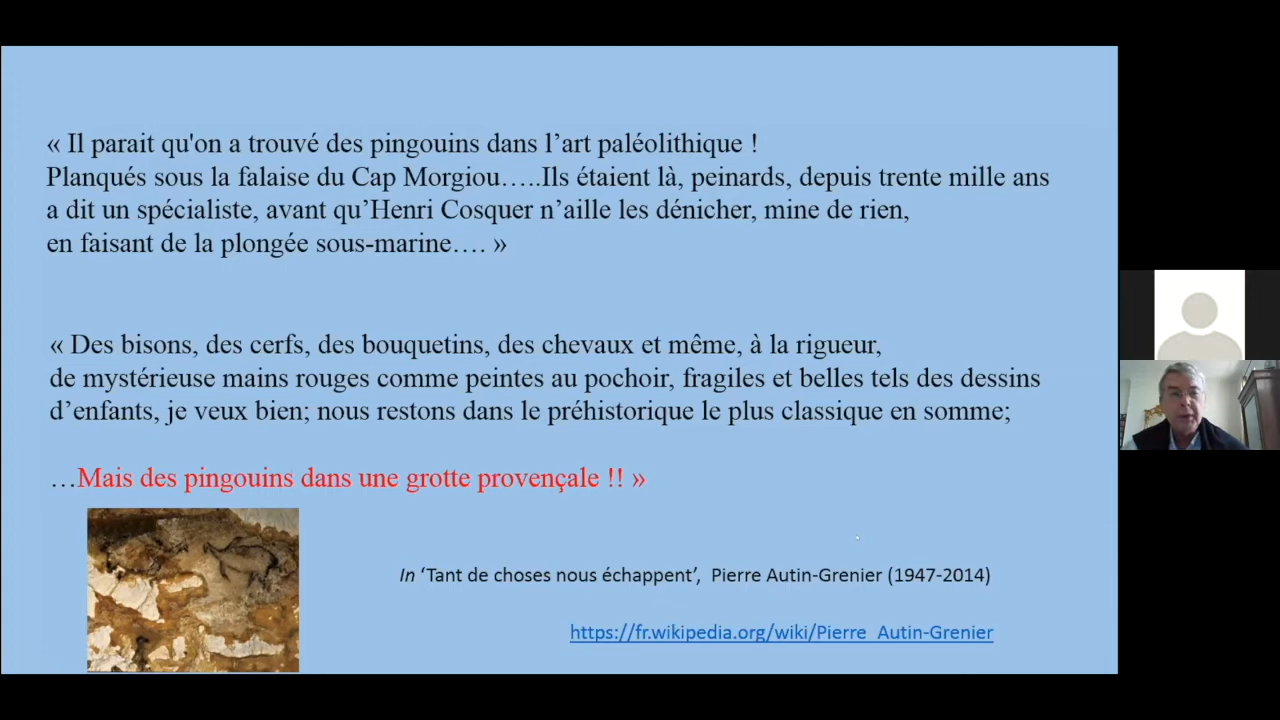 « Il parait qu'on a trouvé des pingouins dans l’art paléolithique !
Planqués sous la falaise du Cap Morgiou…..Ils étaient là, peinards, depuis trente mille ans
a dit un spécialiste, avant qu’Henri Cosquer n’aille les dénicher, mine de rien,
en faisant de la plongée sous-marine…. »
« Des bisons, des cerfs, des bouquetins, des chevaux et même, à la rigueur,
de mystérieuse mains rouges comme peintes au pochoir, fragiles et belles tels des dessins
d’enfants, je veux bien; nous restons dans le préhistorique le plus classique en somme;
…Mais des pingouins dans une grotte provençale !! »
In ‘Tant de choses nous échappent’, Pierre Autin-Grenier (1947-2014)
https://fr.wikipedia.org/wiki/Pierre_Autin-Grenier